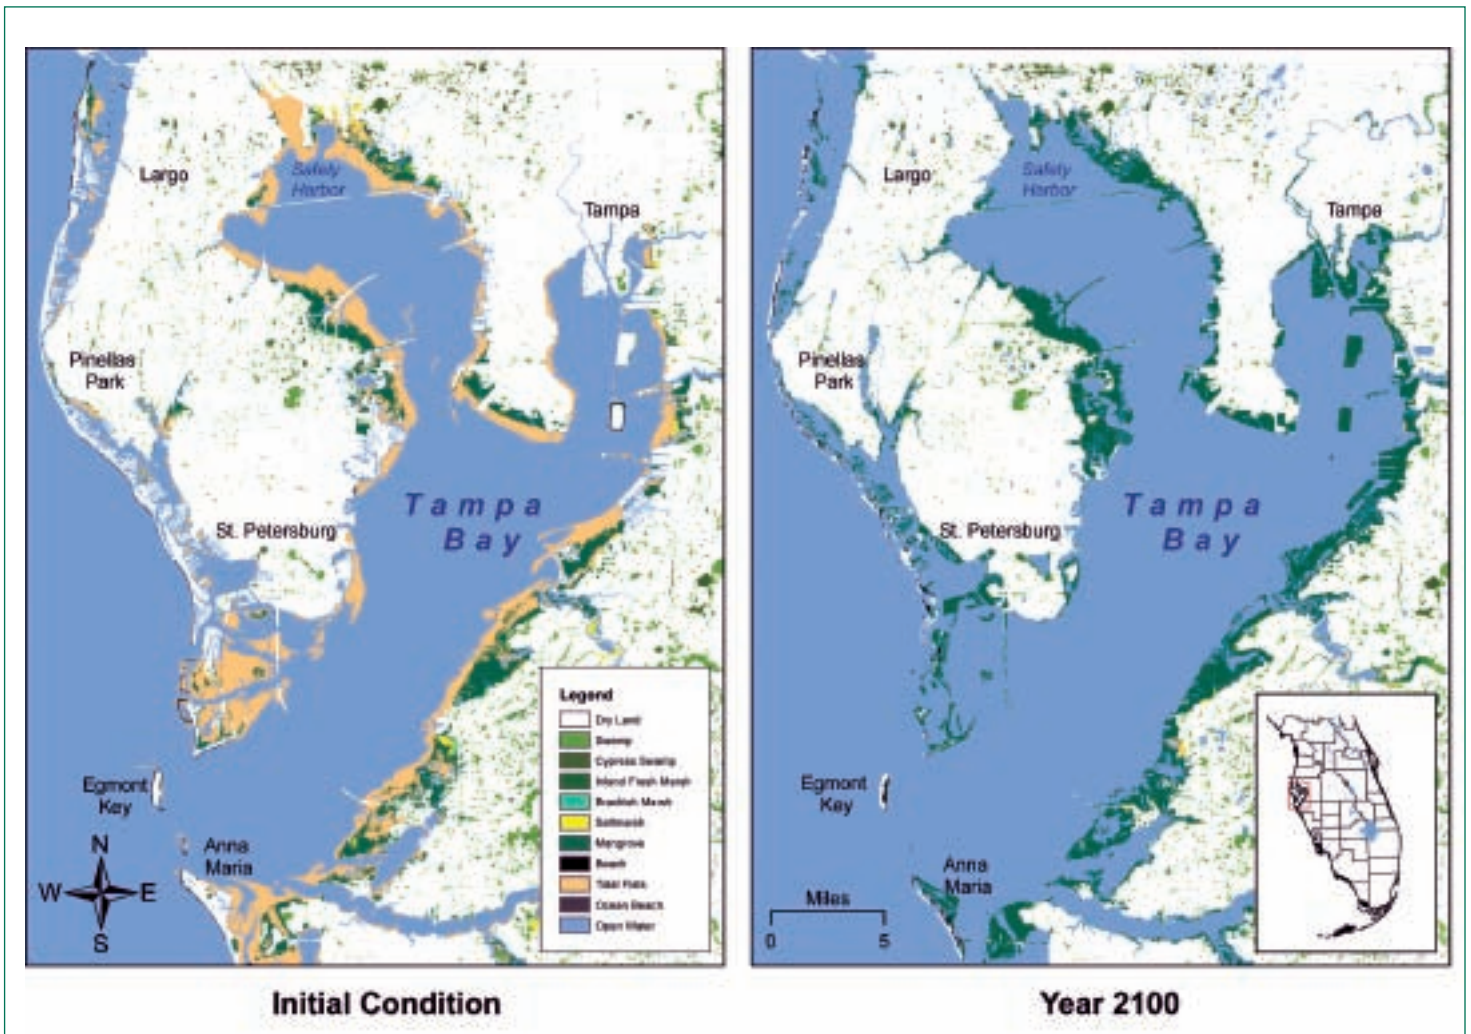 Largo
Safety
Harbor
Tampa
Pinellas
Park
Tampa
Bay
St. Petersburg
Egmont
Key
Anna
Maria
N
W
E
S
Legend
Dry Land
Swamp
Cypress Swamp
Inland Fresh Marsh
Brackish Marsh
Saltmarsh
Mangrove
Beach
Tidal Flats
Ocean Beach
Open Water
Initial Condition
Largo
Safety
Harbor
Tampa
Pinellas
Park
Tampa
Bay
St. Petersburg
Egmont
Key
Anna
Maria
Miles
0
5
Year 2100